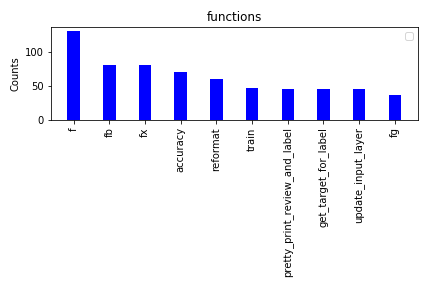 functions
Counts
100
50
0
f
fb
fx
accuracy
reformat
train
pretty_print_review_and_label
get_target_for_label
update_input_layer
fg